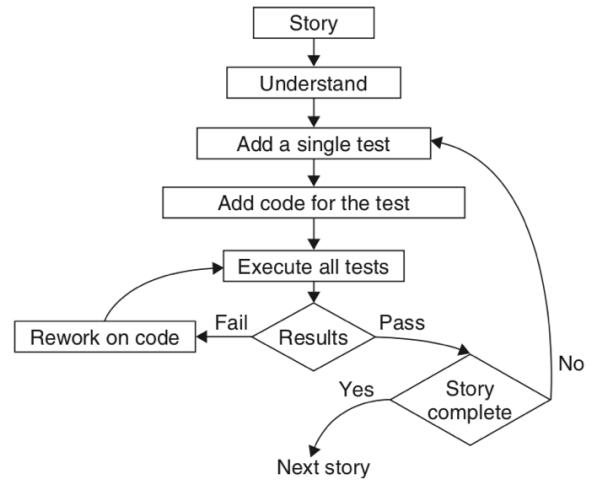 Story
Understand
Add a single test
Add code for the test
Execute all tests
Rework on code
Fail
Results
Pass
No
Yes
Story
complete
Next story